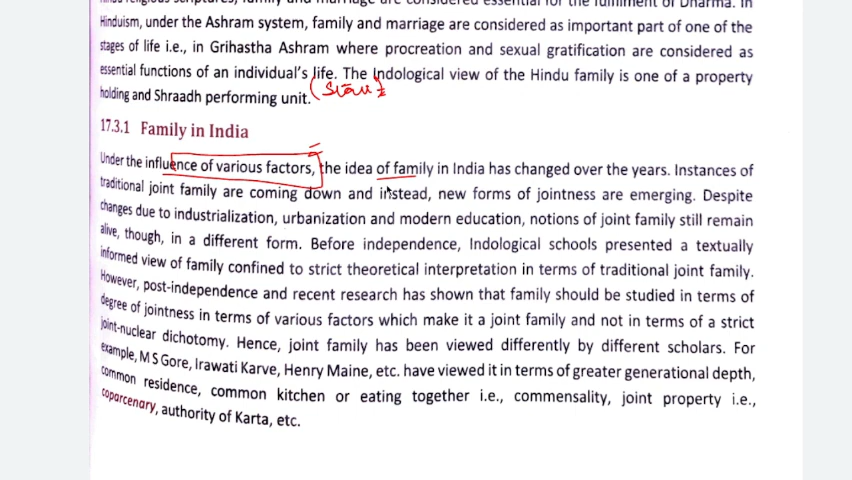 Hindu religious scriptures, family and marriage are considered essential for the fulfilment of Dharma. In
Hinduism, under the Ashram system, family and marriage are considered as important part of one of the
stages of life i.e., in Grihastha Ashram where procreation and sexual gratification are considered as
essential functions of an individual's life. The Indological view of the Hindu family is one of a property
holding and Shraadh performing unit.
17.3.1 Family in India
Under the influence of various factors, the idea of family in India has changed over the years. Instances of
traditional joint family are coming down and instead, new forms of jointness are emerging. Despite
changes due to industrialization, urbanization and modern education, notions of joint family still remain
alive, though, in a different form. Before independence, Indological schools presented a textually
informed view of family confined to strict theoretical interpretation in terms of traditional joint family.
However, post-independence and recent research has shown that family should be studied in terms of
degree of jointness in terms of various factors which make it a joint family and not in terms of a strict
joint-nuclear dichotomy. Hence, joint family has been viewed differently by different scholars. For
example, M S Gore, Irawati Karve, Henry Maine, etc. have viewed it in terms of greater generational depth,
common residence, common kitchen or eating together i.e., commensality, joint property i.e.,
coparcenary, authority of Karta, etc.